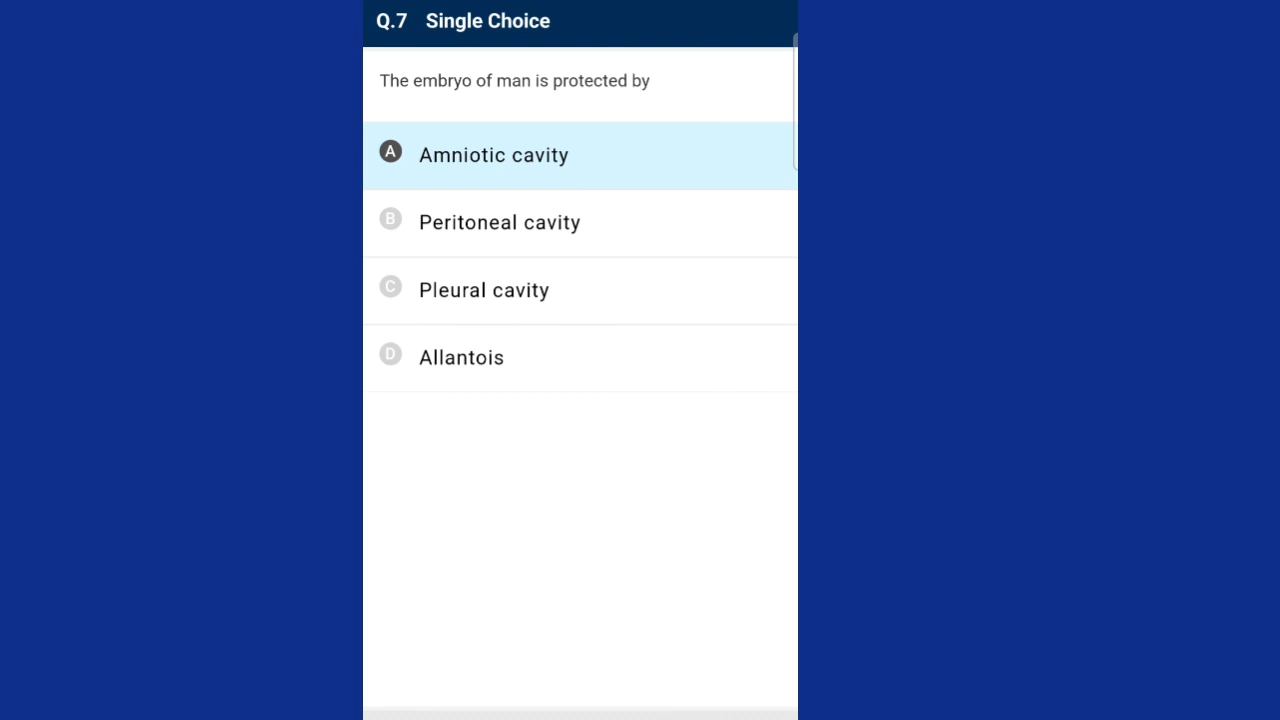 Q.7 Single Choice
The embryo of man is protected by
A Amniotic cavity
B Peritoneal cavity
C Pleural cavity
D Allantois